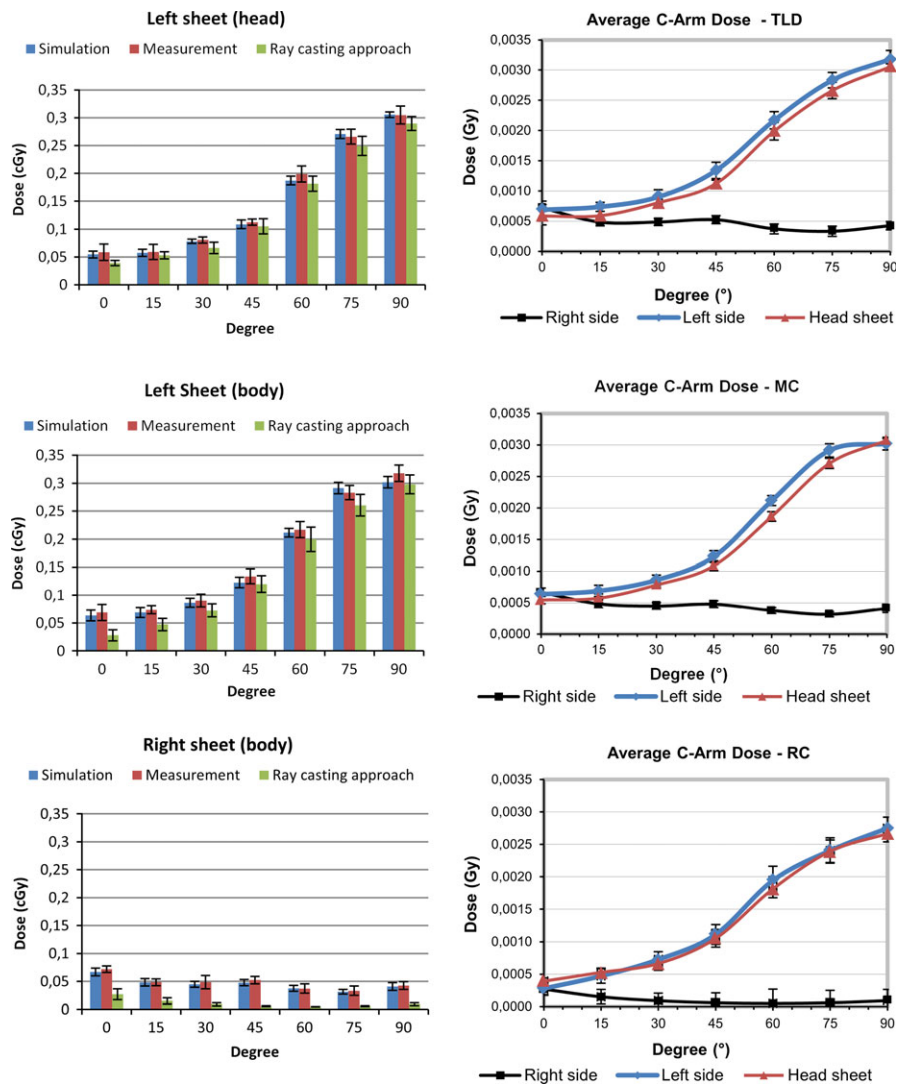 Left sheet (head)
Simulation Measurement Ray casting approach
0,35
0,3
0,25
0,2
0,15
0,1
0,05
0
Dose (cGy)
0 15 30 45 60 75 90
Degree
Average C-Arm Dose - TLD
0,0035
0,0030
0,0025
0,0020
0,0015
0,0010
0,0005
0,0000
Dose (Gy)
0 15 30 45 60 75 90
Degree (°)
Right side Left side Head sheet
Left Sheet (body)
Simulation Measurement Ray casting approach
0,35
0,3
0,25
0,2
0,15
0,1
0,05
0
Dose (cGy)
0 15 30 45 60 75 90
Degree
Average C-Arm Dose - MC
0,0035
0,0030
0,0025
0,0020
0,0015
0,0010
0,0005
0,0000
Dose (Gy)
0 15 30 45 60 75 90
Degree (°)
Right side Left side Head sheet
Right sheet (body)
Simulation Measurement Ray casting approach
0,35
0,3
0,25
0,2
0,15
0,1
0,05
0
Dose (cGy)
0 15 30 45 60 75 90
Degree
Average C-Arm Dose - RC
0,0035
0,0030
0,0025
0,0020
0,0015
0,0010
0,0005
0,0000
Dose (Gy)
0 15 30 45 60 75 90
Degree (°)
Right side Left side Head sheet